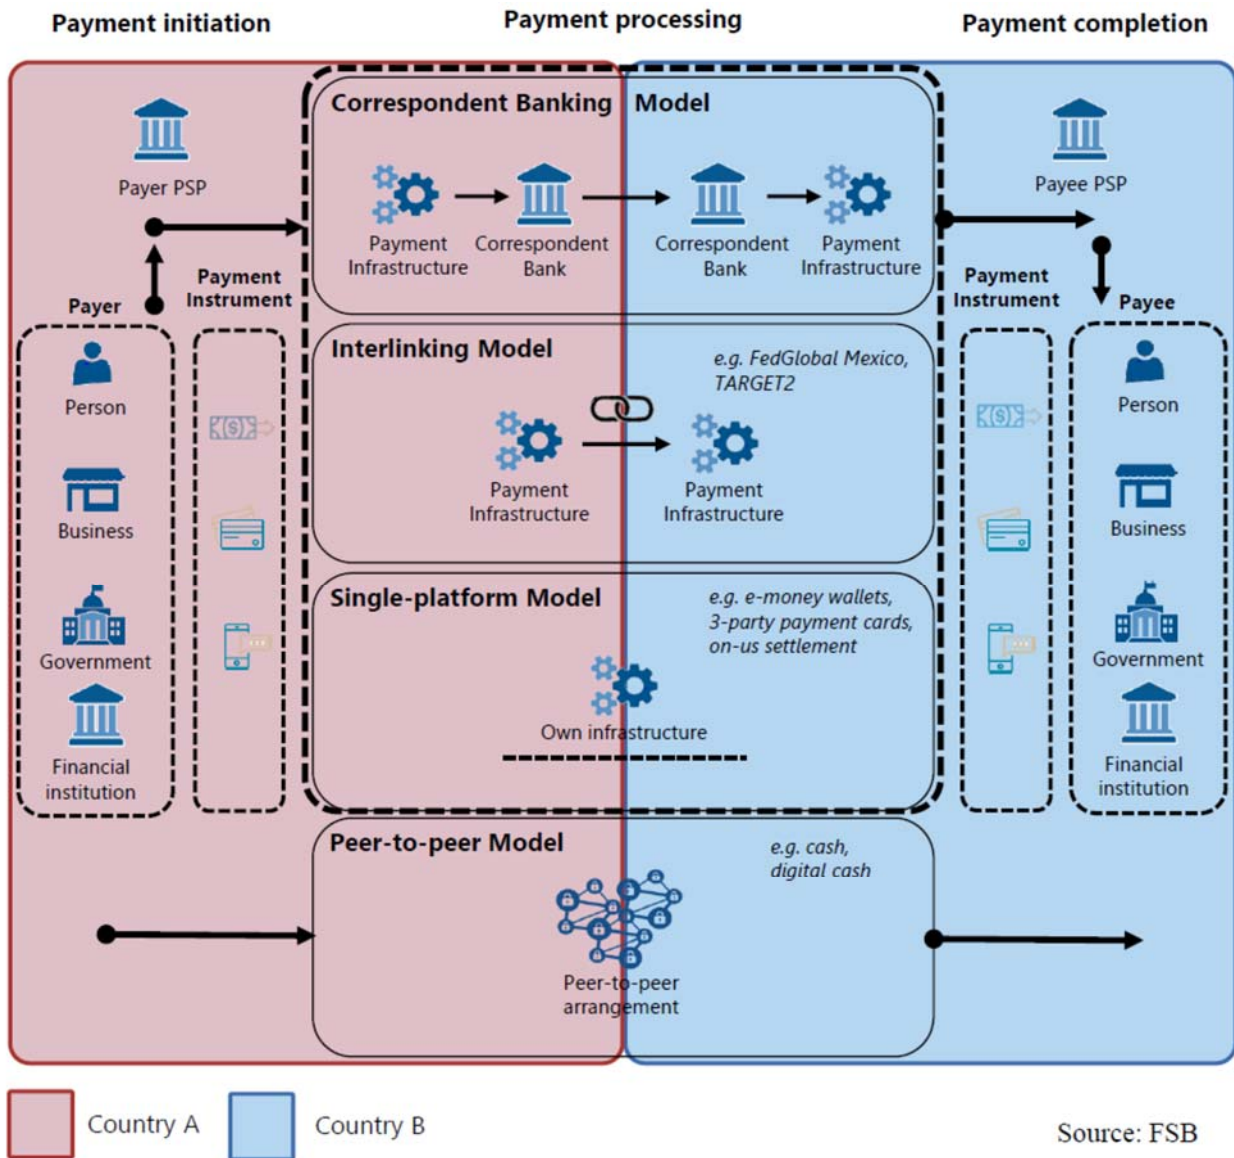 Payment initiation
Payment processing
Payment completion
Payer PSP
Payment
Instrument
Payer
Person
Business
Government
Financial
institution
Correspondent Banking Model
Payment
Infrastructure
Correspondent
Bank
Correspondent
Bank
Payment
Infrastructure
Interlinking Model
e.g. FedGlobal Mexico,
TARGET2
Payment
Infrastructure
Payment
Infrastructure
Single-platform Model
e.g. e-money wallets,
3-party payment cards,
on-us settlement
Own infrastructure
Peer-to-peer Model
e.g. cash,
digital cash
Peer-to-peer
arrangement
Payee PSP
Payment
Instrument
Payee
Person
Business
Government
Financial
institution
Country A
Country B
Source: FSB